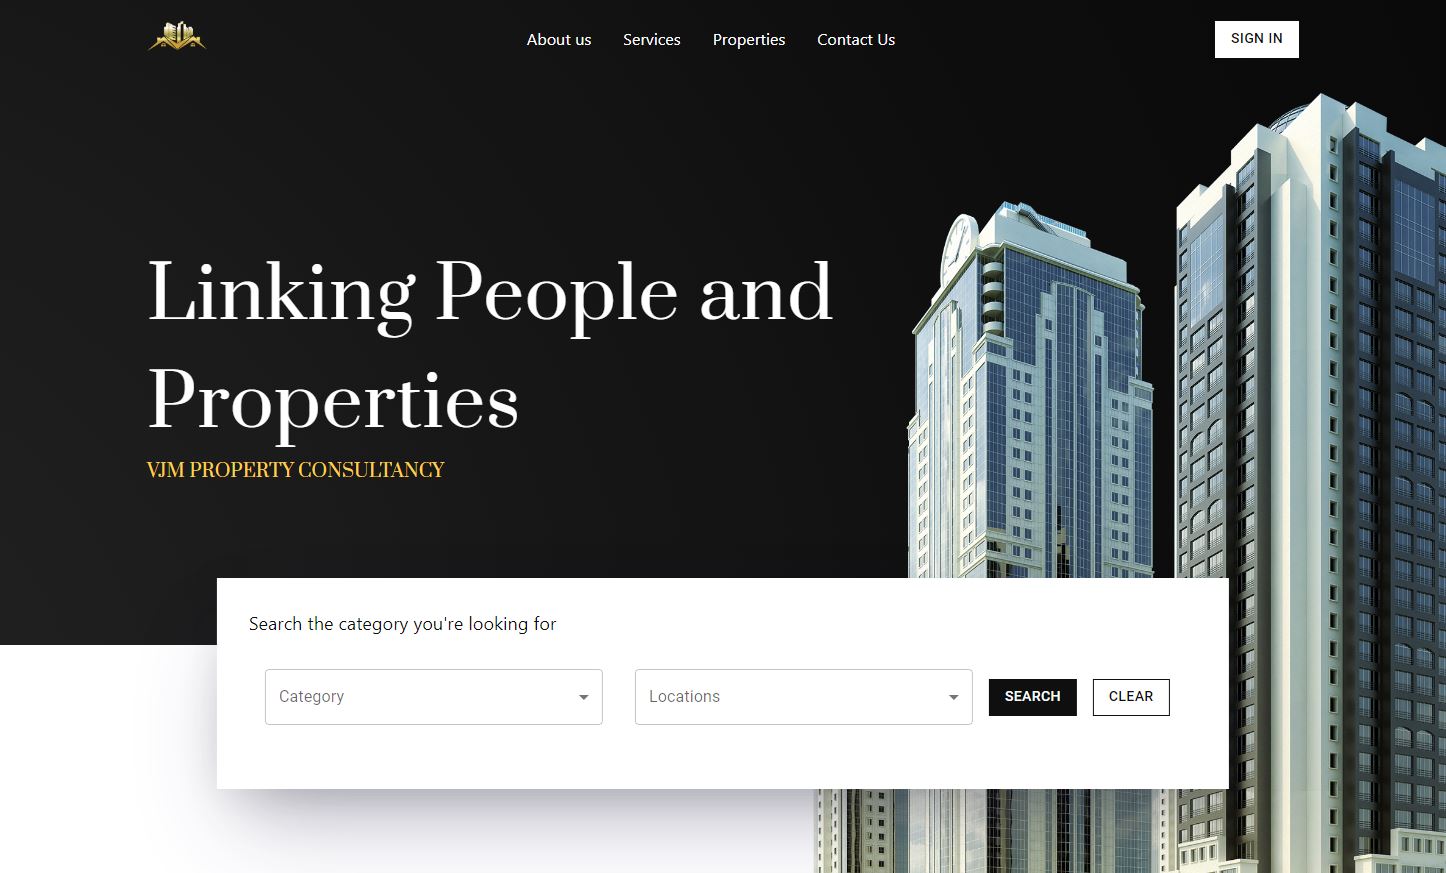 About us
Services
Properties
Contact Us
SIGN IN
Linking People and
Properties
VJM PROPERTY CONSULTANCY
Search the category you're looking for
Category
Locations
SEARCH
CLEAR